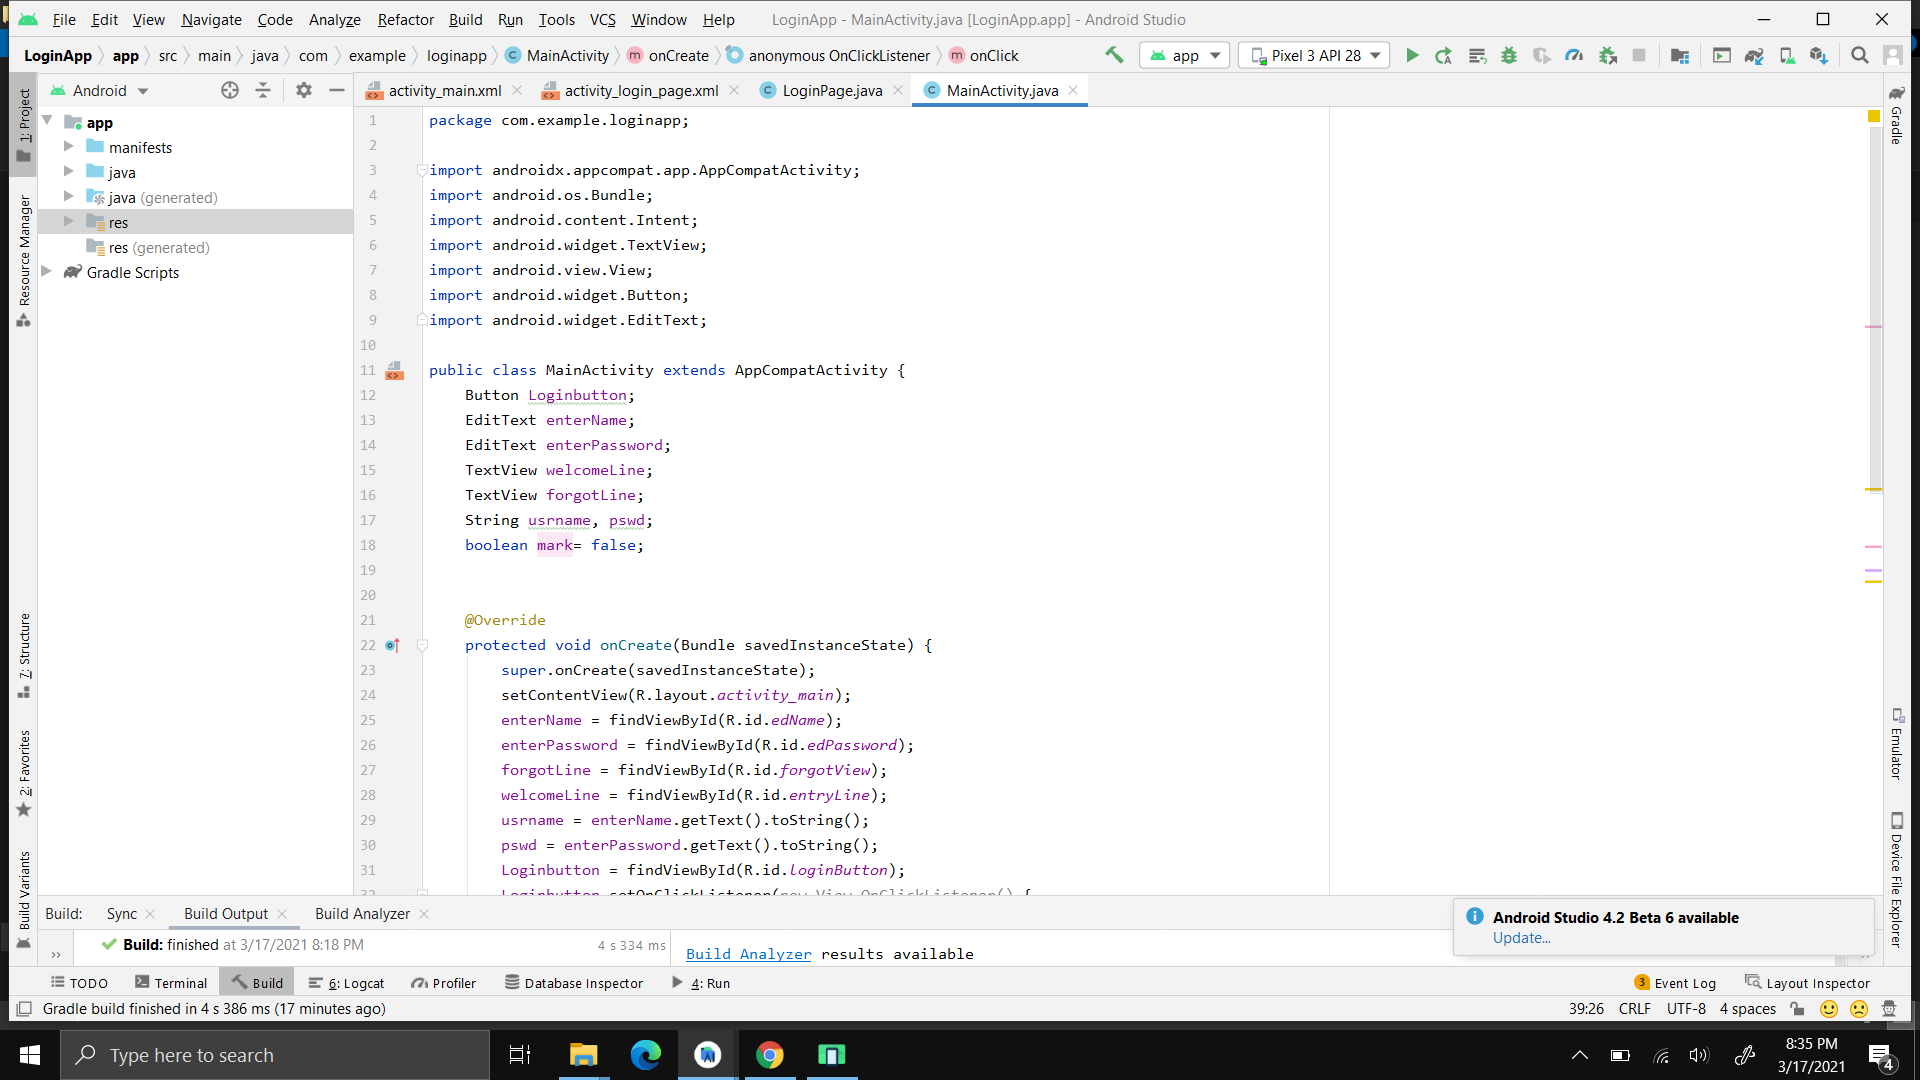 File Edit View Navigate Code Analyze Refactor Build Run Tools VCS Window Help LoginApp - MainActivity.java [LoginApp.app] - Android Studio
LoginApp app src main java com example loginapp MainActivity onCreate anonymous OnClickListener onClick app Pixel 3 API 28
Android activity_main.xml activity_login_page.xml LoginPage.java MainActivity.java
1: Project
Resource Manager
7: Structure
2: Favorites
Build Variants
app
manifests
java
java (generated)
res
res (generated)
Gradle Scripts
1 package com.example.loginapp;
2
3 import androidx.appcompat.app.AppCompatActivity;
4 import android.os.Bundle;
5 import android.content.Intent;
6 import android.widget.TextView;
7 import android.view.View;
8 import android.widget.Button;
9 import android.widget.EditText;
10
11 public class MainActivity extends AppCompatActivity {
12 Button Loginbutton;
13 EditText enterName;
14 EditText enterPassword;
15 TextView welcomeLine;
16 TextView forgotLine;
17 String usrname, pswd;
18 boolean mark= false;
19
20
21 @Override
22 protected void onCreate(Bundle savedInstanceState) {
23 super.onCreate(savedInstanceState);
24 setContentView(R.layout.activity_main);
25 enterName = findViewById(R.id.edName);
26 enterPassword = findViewById(R.id.edPassword);
27 forgotLine = findViewById(R.id.forgotView);
28 welcomeLine = findViewById(R.id.entryLine);
29 usrname = enterName.getText().toString();
30 pswd = enterPassword.getText().toString();
31 Loginbutton = findViewById(R.id.loginButton);
32 Loginbutton.setOnClickListener(new View.OnClickListener() {
Gradle
Emulator
Device File Explorer
Build: Sync Build Output Build Analyzer
Build: finished at 3/17/2021 8:18 PM 4 s 334 ms
Build Analyzer results available
Android Studio 4.2 Beta 6 available
Update...
TODO Terminal Build 6: Logcat Profiler Database Inspector 4: Run 3 Event Log Layout Inspector
Gradle build finished in 4 s 386 ms (17 minutes ago) 39:26 CRLF UTF-8 4 spaces
Type here to search
8:35 PM
3/17/2021
4